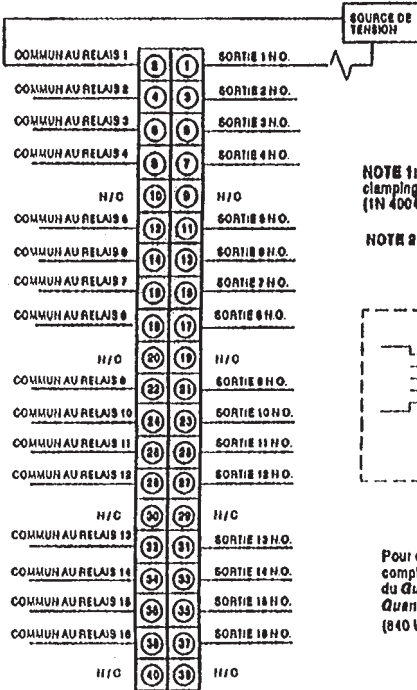 SOURCE DE
TENSION
COMMUN AU RELAIS 1 2 1 SORTIE 1 N.O.
COMMUN AU RELAIS 2 4 3 SORTIE 2 N.O.
COMMUN AU RELAIS 3 6 5 SORTIE 3 N.O.
COMMUN AU RELAIS 4 8 7 SORTIE 4 N.O.
N/C 10 9 N/C
COMMUN AU RELAIS 5 12 11 SORTIE 5 N.O.
COMMUN AU RELAIS 6 14 13 SORTIE 6 N.O.
COMMUN AU RELAIS 7 16 15 SORTIE 7 N.O.
COMMUN AU RELAIS 8 18 17 SORTIE 8 N.O.
N/C 20 19 N/C
COMMUN AU RELAIS 9 22 21 SORTIE 9 N.O.
COMMUN AU RELAIS 10 24 23 SORTIE 10 N.O.
COMMUN AU RELAIS 11 26 25 SORTIE 11 N.O.
COMMUN AU RELAIS 12 28 27 SORTIE 12 N.O.
N/C 30 29 N/C
COMMUN AU RELAIS 13 32 31 SORTIE 13 N.O.
COMMUN AU RELAIS 14 34 33 SORTIE 14 N.O.
COMMUN AU RELAIS 15 36 35 SORTIE 15 N.O.
COMMUN AU RELAIS 16 38 37 SORTIE 16 N.O.
N/C 40 39 N/C
NOTE 1:
clamping
(1N 4004
NOTE 2
Pour
comp
du
(840